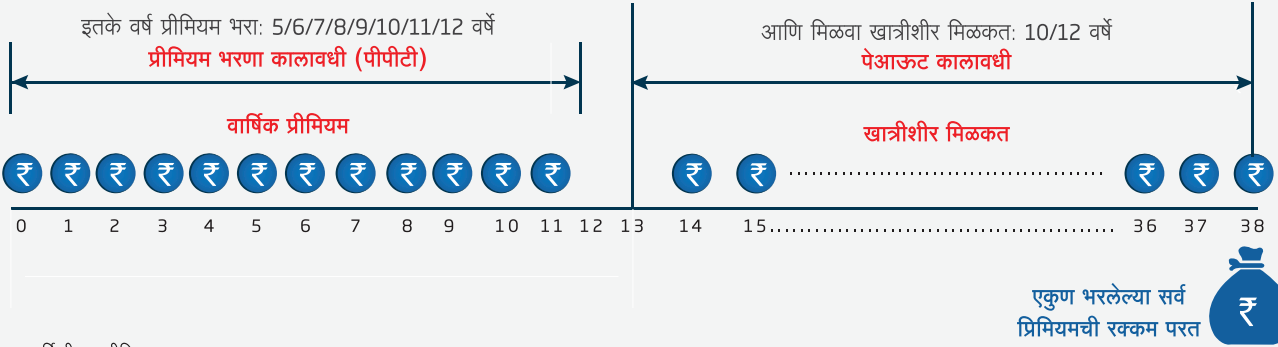 इतके वर्ष प्रीमियम भरा: 5/6/7/8/9/10/11/12 वर्षे
प्रीमियम भरणा कालावधी (पीपीटी)
आणि मिळवा खात्रीशीर मिळकत: 10/12 वर्षे
पेआऊट कालावधी
वार्षिक प्रीमियम
खात्रीशीर मिळकत
₹ ₹ ₹ ₹ ₹ ₹ ₹ ₹ ₹ ₹ ₹ ₹ ₹ ₹ ₹ ₹ ₹
0 1 2 3 4 5 6 7 8 9 10 11 12 13 14 15 36 37 38
एकुण भरलेल्या सर्व
प्रिमियमची रक्कम परत
₹